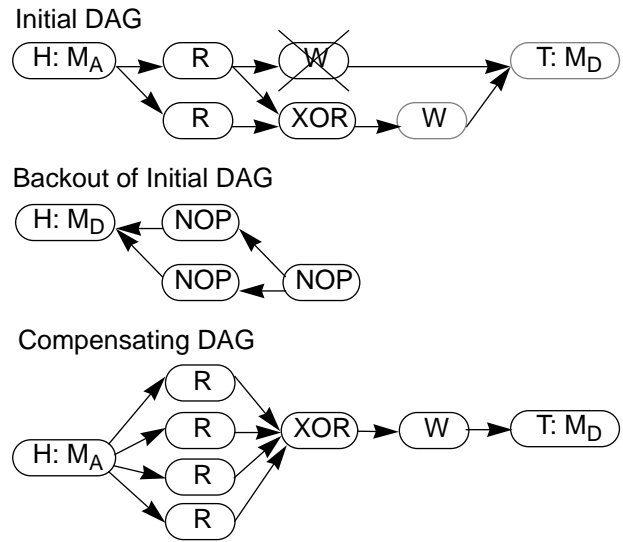 Initial DAG
H: MA R W T: MD
R XOR W
Backout of Initial DAG
H: MD NOP
NOP NOP
Compensating DAG
R
R XOR W T: MD
H: MA
R
R